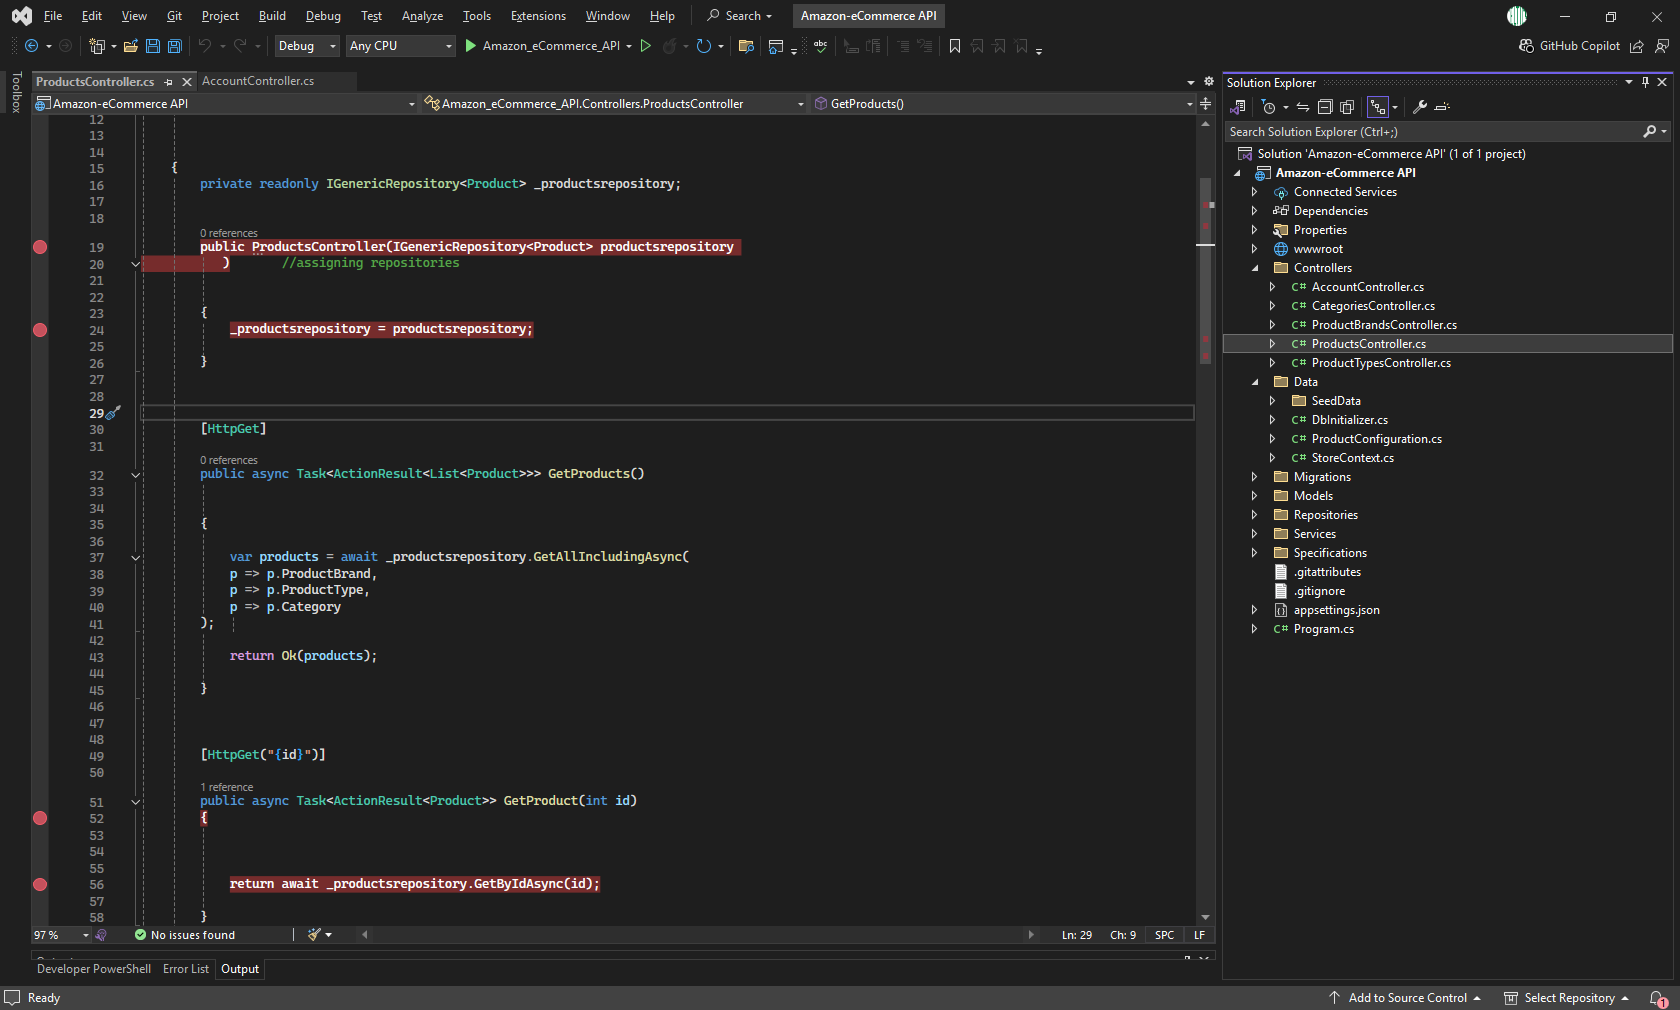 File Edit View Git Project Build Debug Test Analyze Tools Extensions Window Help Search Amazon-eCommerce API
Debug Any CPU Amazon_eCommerce_API GitHub Copilot
Toolbox
ProductsController.cs AccountController.cs
Amazon-eCommerce API Amazon_eCommerce_API.Controllers.ProductsController GetProducts()
12
13
14
15 {
16 private readonly IGenericRepository<Product> _productsrepository;
17
18
0 references
19 public ProductsController(IGenericRepository<Product> productsrepository
20 ) //assigning repositories
21
22
23 {
24 _productsrepository = productsrepository;
25
26 }
27
28
29
30 [HttpGet]
31
0 references
32 public async Task<ActionResult<List<Product>>> GetProducts()
33
34
35 {
36
37 var products = await _productsrepository.GetAllIncludingAsync(
38 p => p.ProductBrand,
39 p => p.ProductType,
40 p => p.Category
41 );
42
43 return Ok(products);
44
45 }
46
47
48
49 [HttpGet("{id}")]
50
1 reference
51 public async Task<ActionResult<Product>> GetProduct(int id)
52 {
53
54
55
56 return await _productsrepository.GetByIdAsync(id);
57
58 }
97 % No issues found Ln: 29 Ch: 9 SPC LF
Developer PowerShell Error List Output
Solution Explorer
Search Solution Explorer (Ctrl+;)
Solution 'Amazon-eCommerce API' (1 of 1 project)
Amazon-eCommerce API
Connected Services
Dependencies
Properties
wwwroot
Controllers
C# AccountController.cs
C# CategoriesController.cs
C# ProductBrandsController.cs
C# ProductsController.cs
C# ProductTypesController.cs
Data
SeedData
C# DbInitializer.cs
C# ProductConfiguration.cs
C# StoreContext.cs
Migrations
Models
Repositories
Services
Specifications
.gitattributes
.gitignore
appsettings.json
C# Program.cs
Ready Add to Source Control Select Repository 1